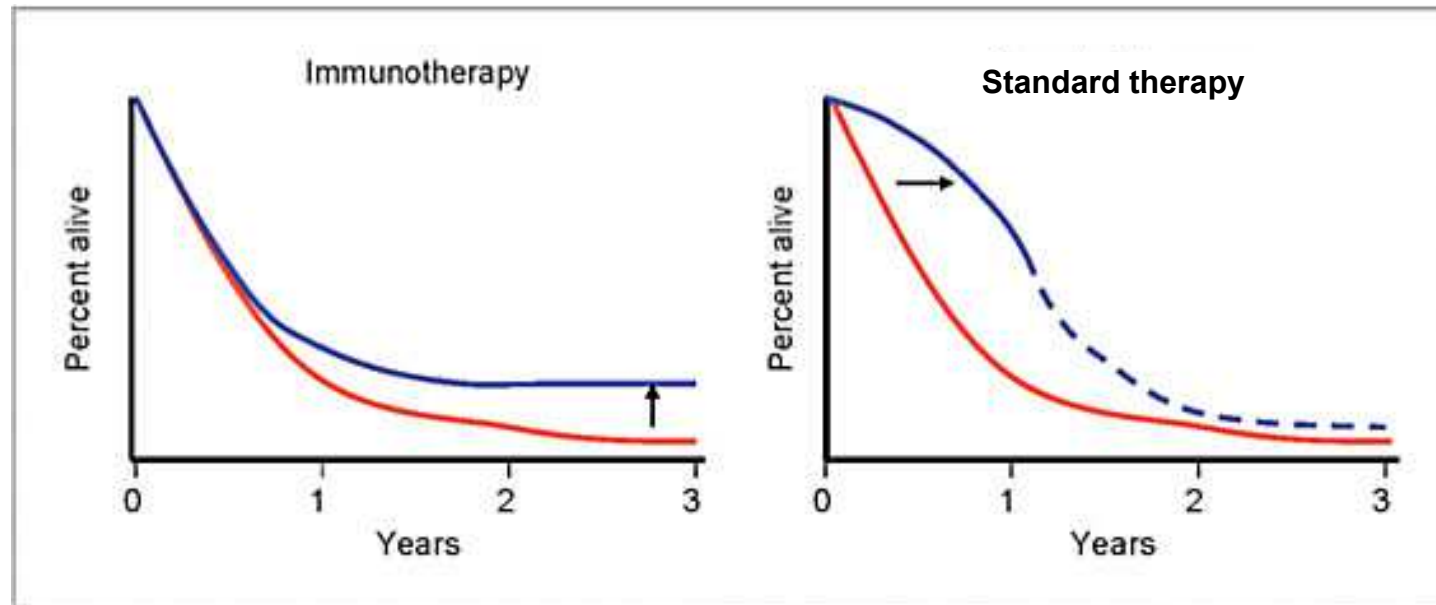 Immunotherapy
Percent alive
0 1 2 3
Years
Standard therapy
Percent alive
0 1 2 3
Years